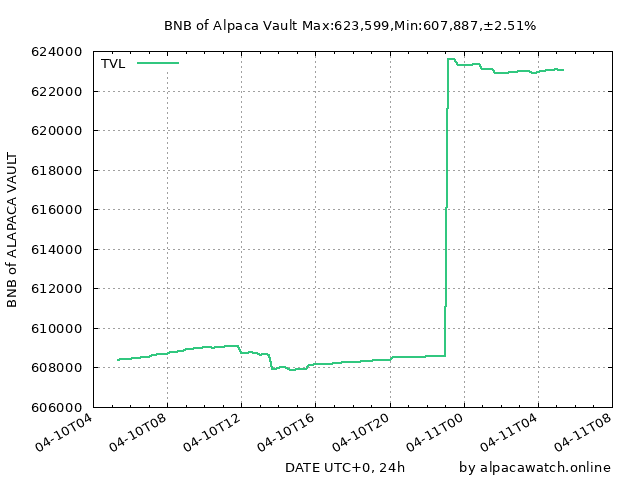 BNB of Alpaca Vault Max:623,599,Min:607,887,±2.51%
TVL
BNB of ALAPACA VAULT
624000
622000
620000
618000
616000
614000
612000
610000
608000
606000
04-10T04
04-10T08
04-10T12
04-10T16
04-10T20
04-11T00
04-11T04
04-11T08
DATE UTC+0, 24h
by alpacawatch.online